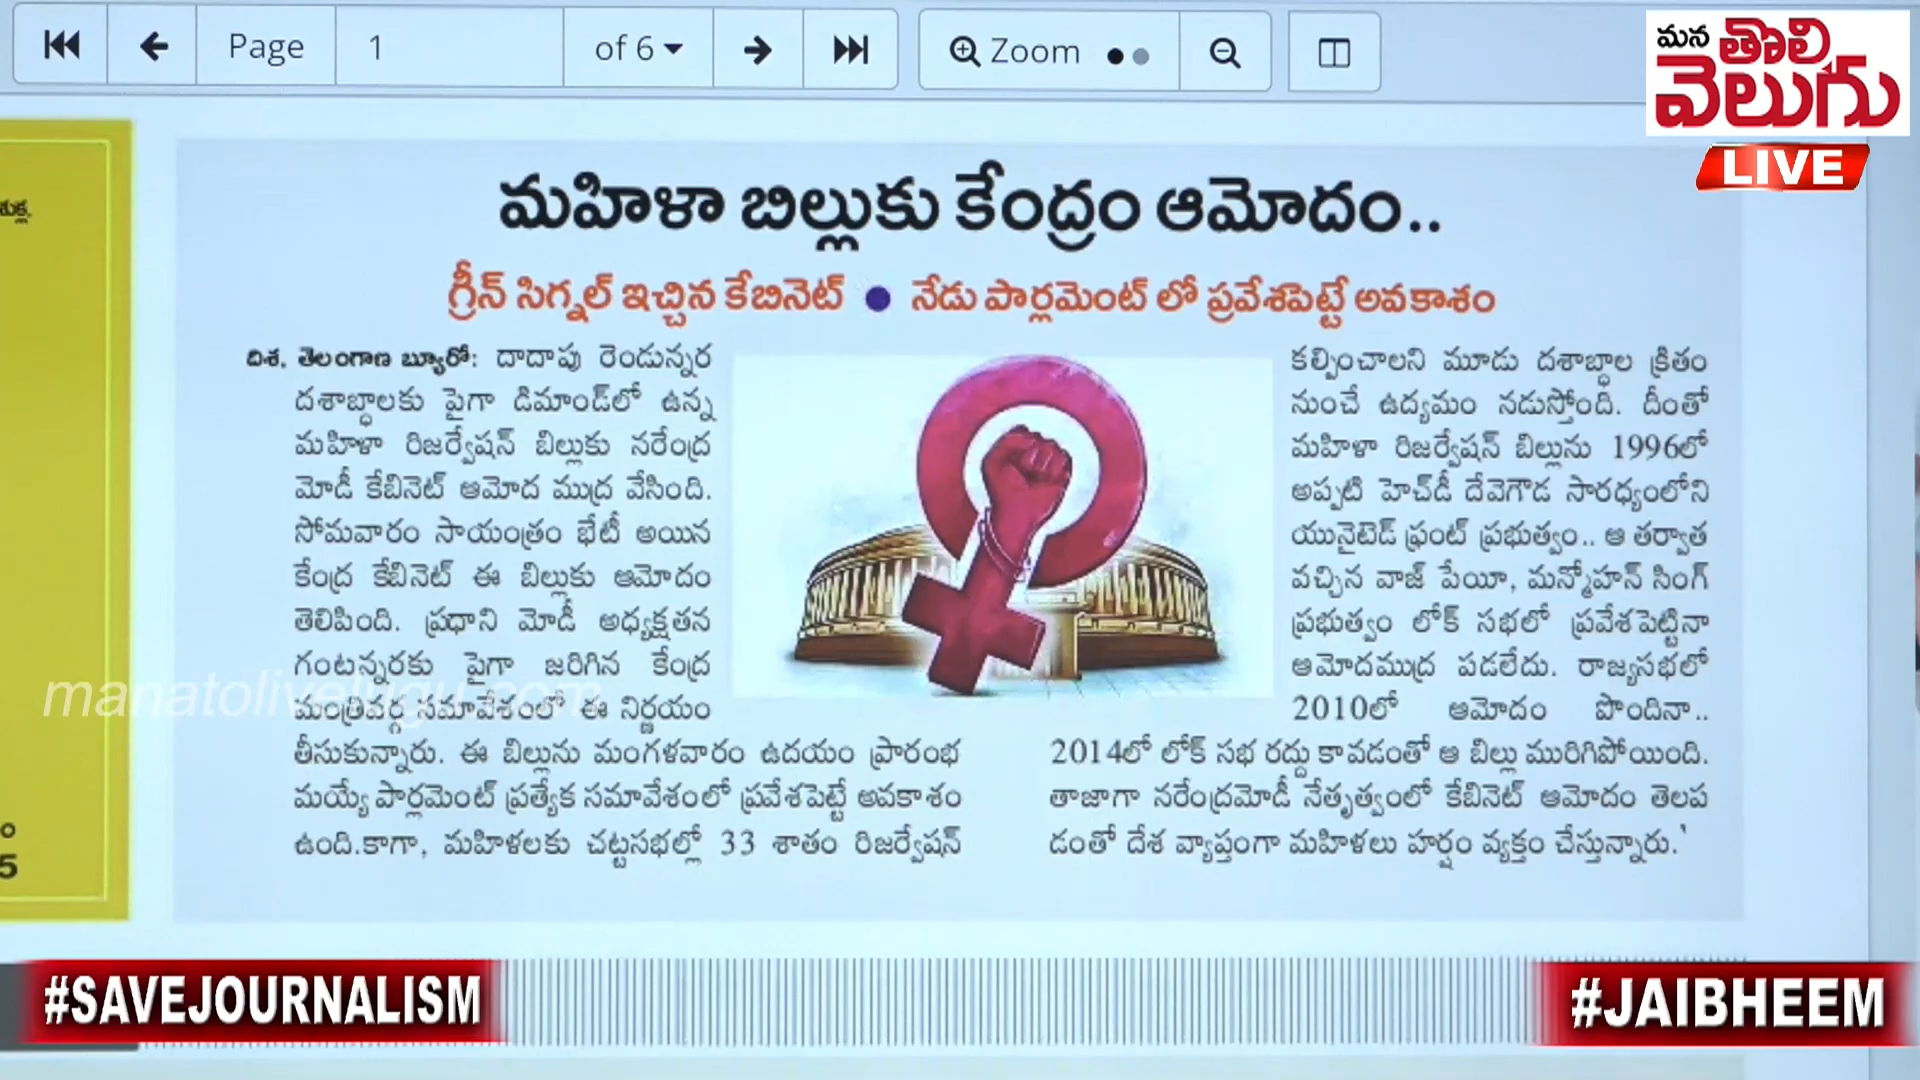 Page 1 of 6 Zoom
మన
తొలి
వెలుగు
LIVE
మహిళా బిల్లుకు కేంద్రం ఆమోదం..
గ్రీన్ సిగ్నల్ ఇచ్చిన కేబినెట్ ● నేడు పార్లమెంట్ లో ప్రవేశపెట్టే అవకాశం
దిశ, తెలంగాణ బ్యూరో: దాదాపు రెండున్నర
దశాబ్దాలకు పైగా డిమాండ్‌లో ఉన్న
మహిళా రిజర్వేషన్ బిల్లుకు నరేంద్ర
మోడీ కేబినెట్ ఆమోద ముద్ర వేసింది.
సోమవారం సాయంత్రం భేటీ అయిన
కేంద్ర కేబినెట్ ఈ బిల్లుకు ఆమోదం
తెలిపింది. ప్రధాని మోడీ అధ్యక్షతన
గంటన్నరకు పైగా జరిగిన కేంద్ర
మంత్రివర్గ సమావేశంలో ఈ నిర్ణయం
తీసుకున్నారు. ఈ బిల్లును మంగళవారం ఉదయం ప్రారంభ
మయ్యే పార్లమెంట్ ప్రత్యేక సమావేశంలో ప్రవేశపెట్టే అవకాశం
ఉంది.కాగా, మహిళలకు చట్టసభల్లో 33 శాతం రిజర్వేషన్
కల్పించాలని మూడు దశాబ్దాల క్రితం
నుంచే ఉద్యమం నడుస్తోంది. దీంతో
మహిళా రిజర్వేషన్ బిల్లును 1996లో
అప్పటి హెచ్‌డీ దేవెగౌడ సారధ్యంలోని
యునైటెడ్ ఫ్రంట్ ప్రభుత్వం.. ఆ తర్వాత
వచ్చిన వాజ్ పేయీ, మన్మోహన్ సింగ్
ప్రభుత్వం లోక్ సభలో ప్రవేశపెట్టినా
ఆమోదముద్ర పడలేదు. రాజ్యసభలో
2010లో ఆమోదం పొందినా..
2014లో లోక్ సభ రద్దు కావడంతో ఆ బిల్లు మురిగిపోయింది.
తాజాగా నరేంద్రమోడీ నేతృత్వంలో కేబినెట్ ఆమోదం తెలప
డంతో దేశ వ్యాప్తంగా మహిళలు హర్షం వ్యక్తం చేస్తున్నారు.'
manatolivelugu.com
5
#SAVEJOURNALISM
#JAIBHEEM